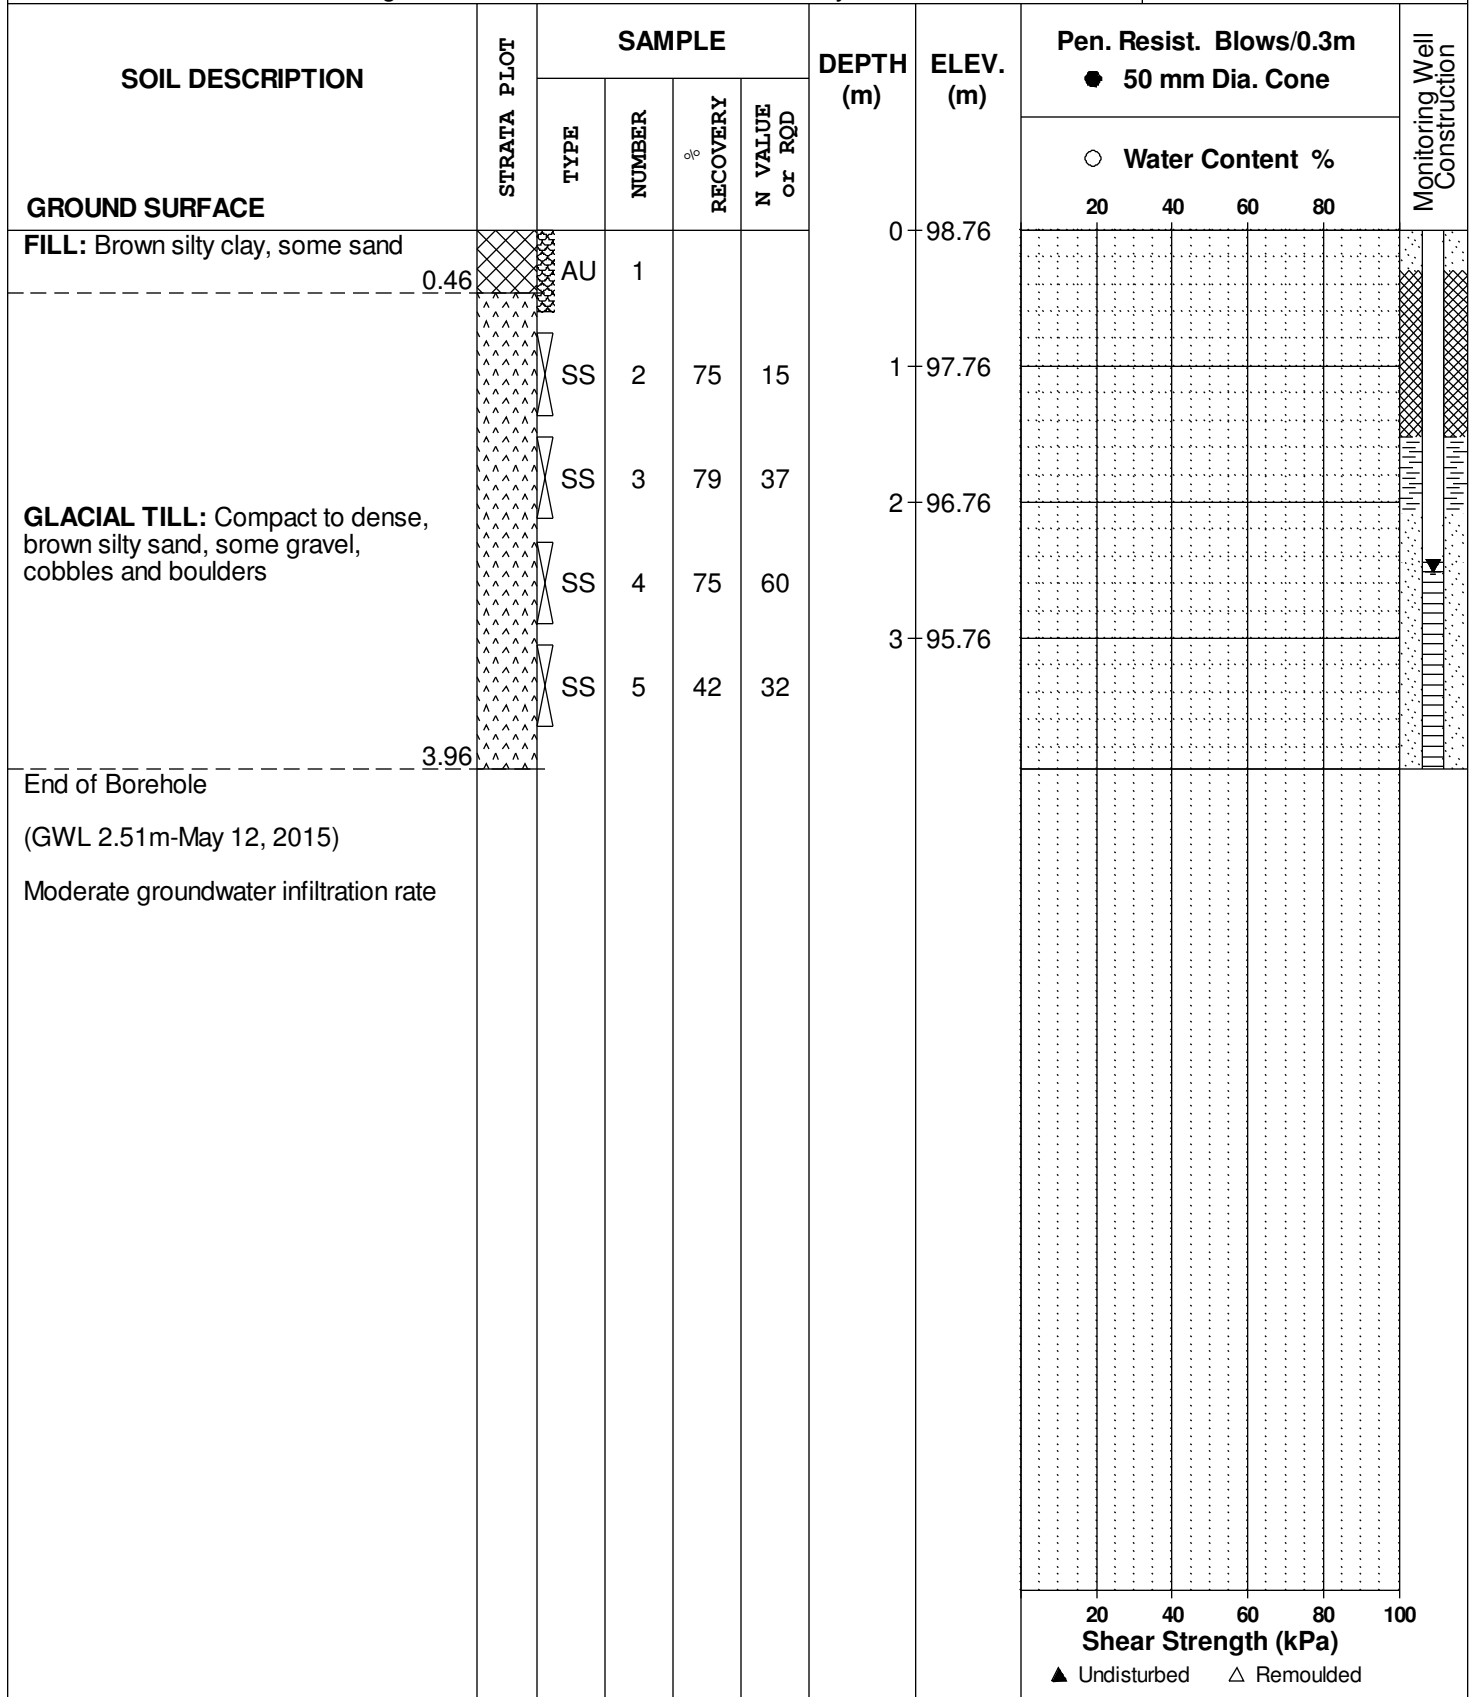 SOIL DESCRIPTION
GROUND SURFACE
STRATA PLOT
SAMPLE
TYPE
NUMBER
% RECOVERY
N VALUE or RQD
DEPTH (m)
ELEV. (m)
Pen. Resist. Blows/0.3m
● 50 mm Dia. Cone
○ Water Content %
20 40 60 80
Monitoring Well Construction
FILL: Brown silty clay, some sand
0.46
GLACIAL TILL: Compact to dense,
brown silty sand, some gravel,
cobbles and boulders
3.96
End of Borehole
(GWL 2.51m-May 12, 2015)
Moderate groundwater infiltration rate
AU 1
SS 2 75 15
SS 3 79 37
SS 4 75 60
SS 5 42 32
0 98.76
1 97.76
2 96.76
3 95.76
20 40 60 80 100
Shear Strength (kPa)
▲ Undisturbed △ Remoulded